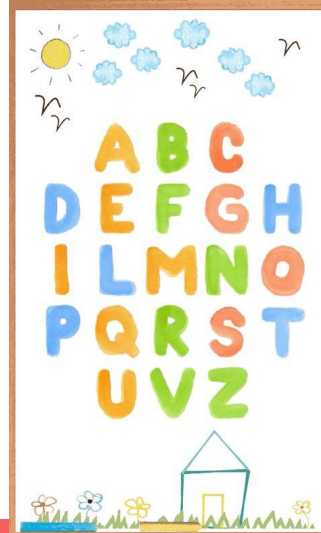 ABC
DEFGH
ILMNO
PQRST
UVZ